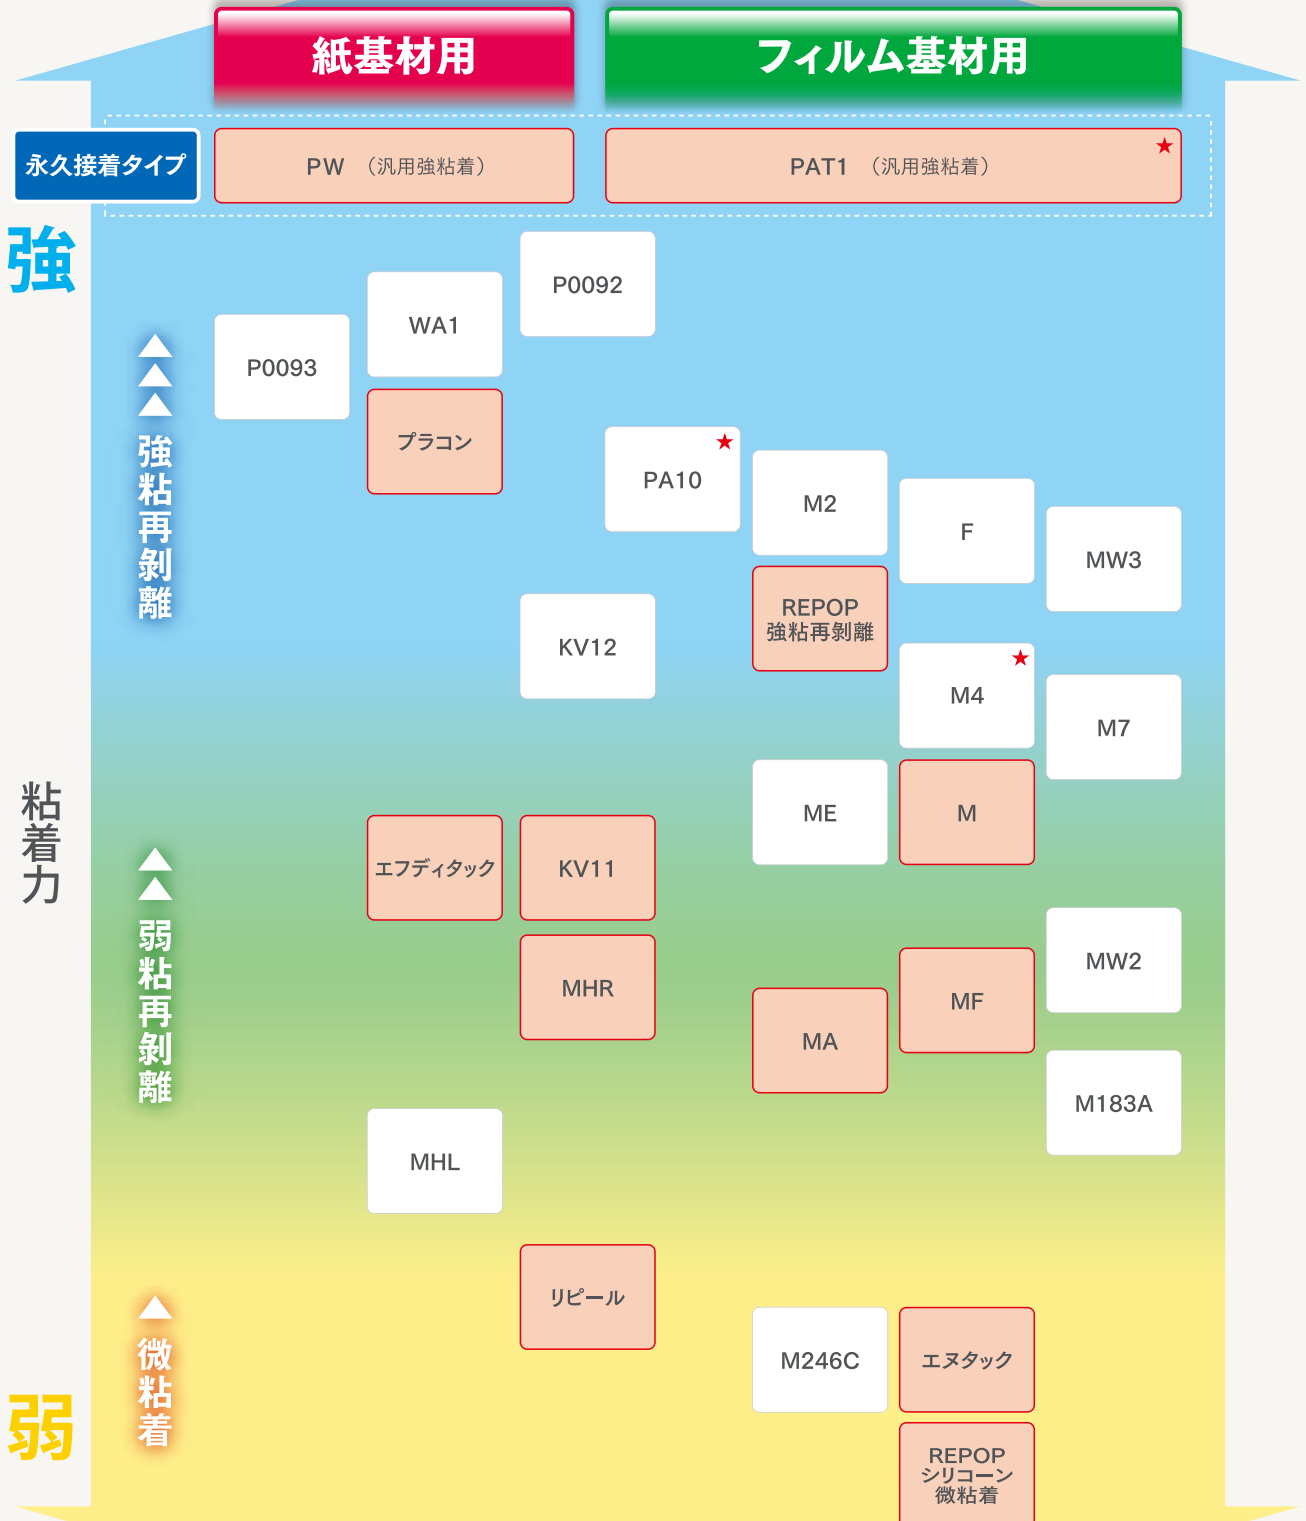 紙基材用
フィルム基材用
永久接着タイプ
PW （汎用強粘着）
PAT1 （汎用強粘着）
★
強
P0092
WA1
P0093
プラコン
PA10
★
M2
F
MW3
強粘再剝離
REPOP
強粘再剝離
KV12
M4
★
M7
粘着力
ME
M
エフディタック
KV11
弱粘再剝離
MHR
MW2
MF
MA
M183A
MHL
リピール
微粘着
M246C
エヌタック
弱
REPOP
シリコーン
微粘着